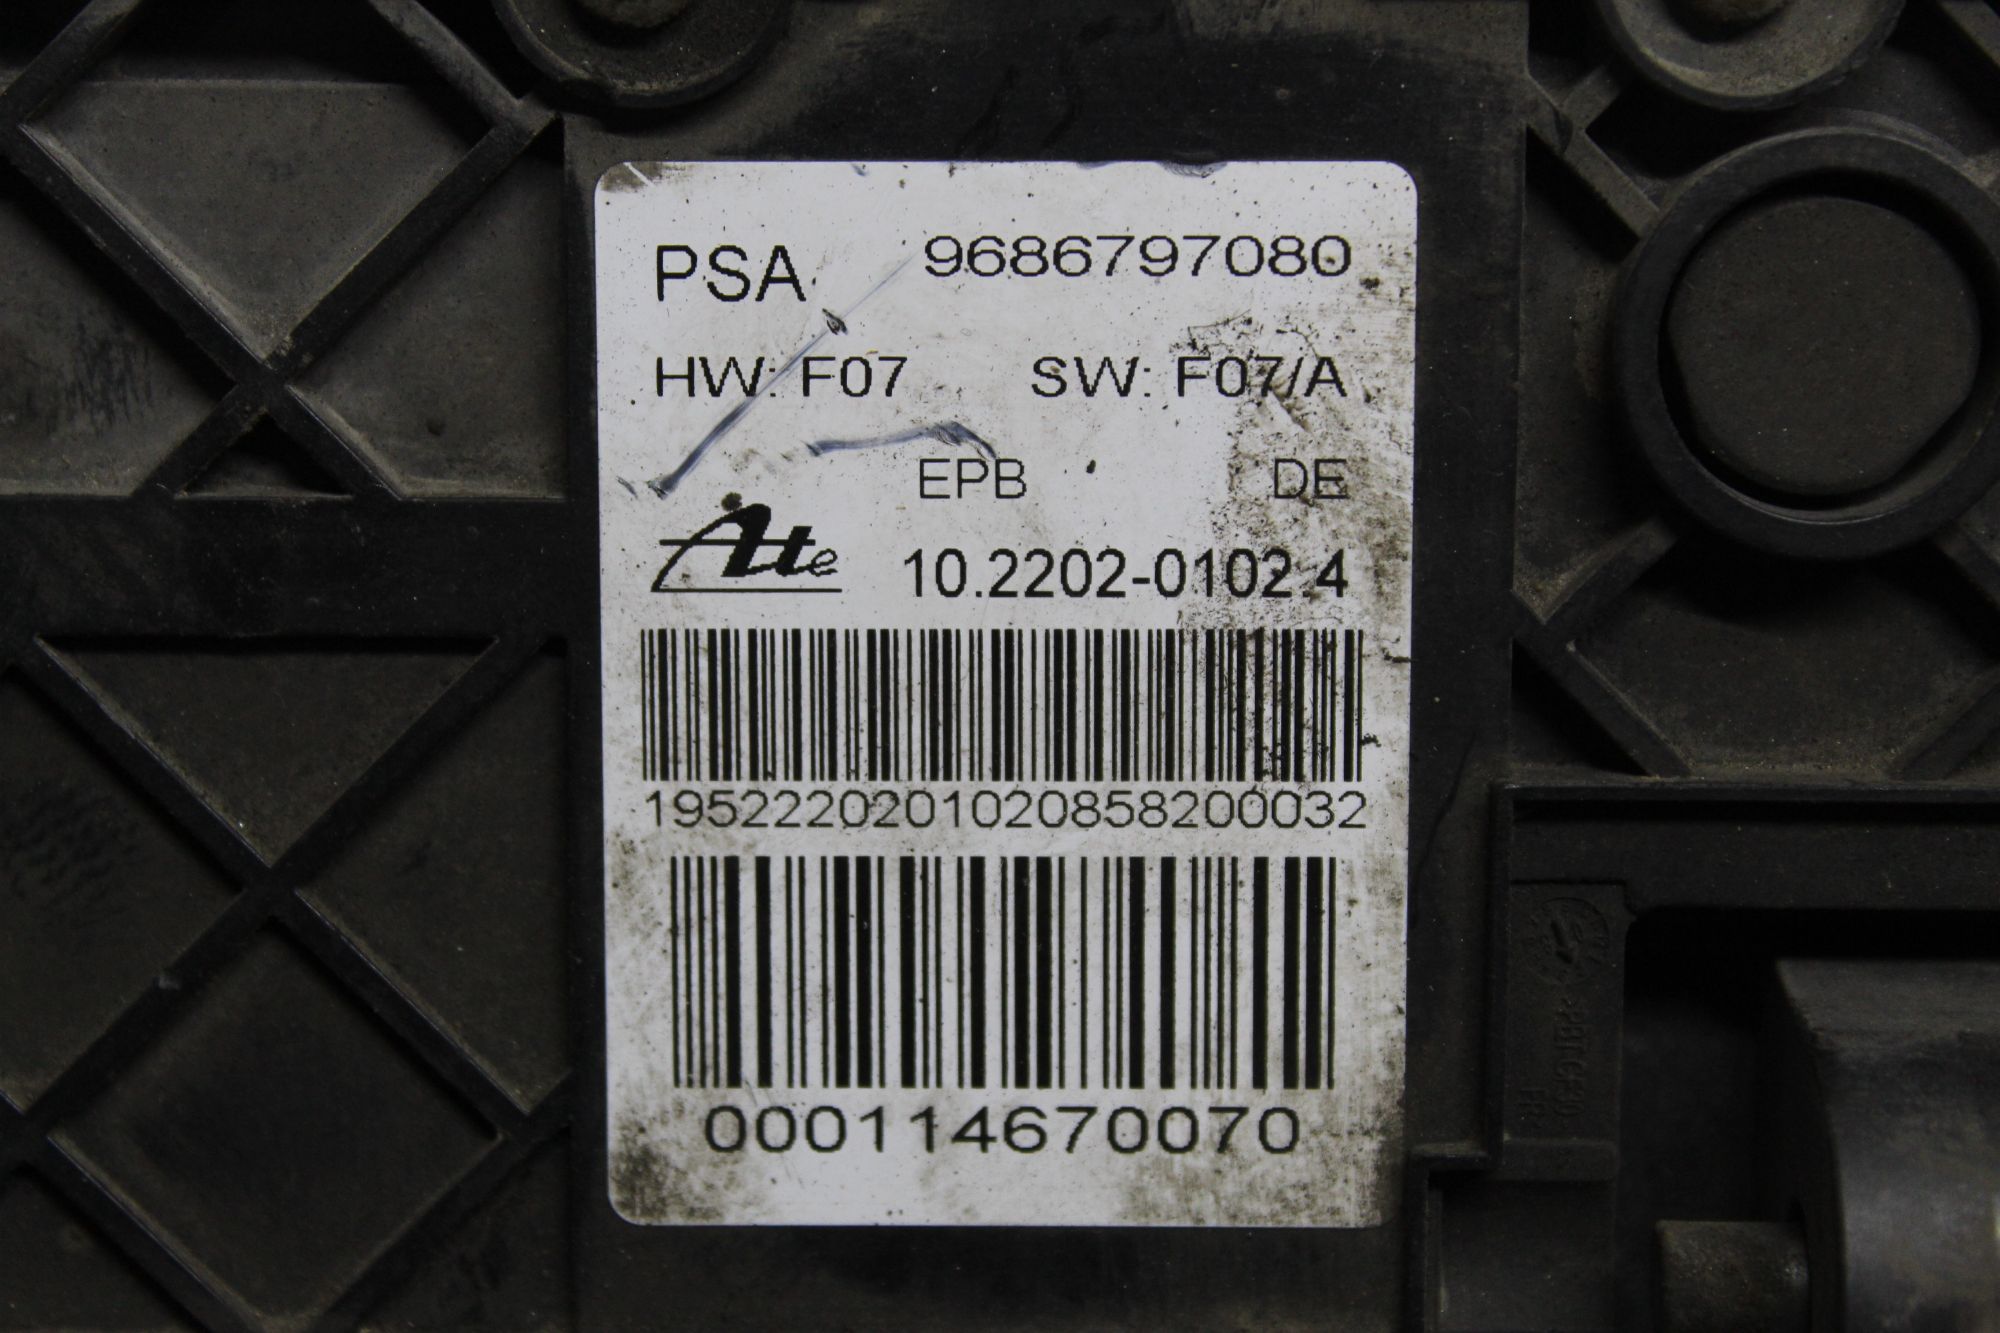 PSA 9686797080
HW: F07 SW: F07/A
EPB DE
Ate 10.2202-0102.4
1952220201020858200032
000114670070